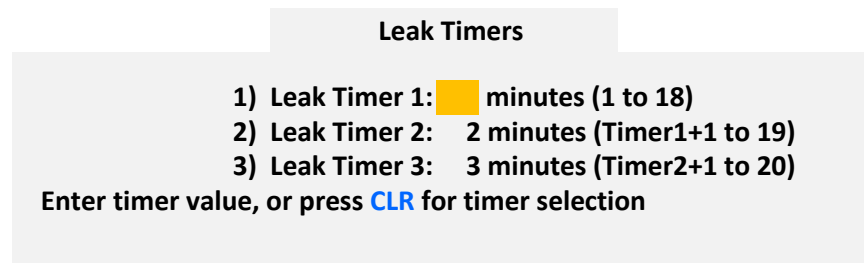 Leak Timers
1) Leak Timer 1: minutes (1 to 18)
2) Leak Timer 2: 2 minutes (Timer1+1 to 19)
3) Leak Timer 3: 3 minutes (Timer2+1 to 20)
Enter timer value, or press CLR for timer selection